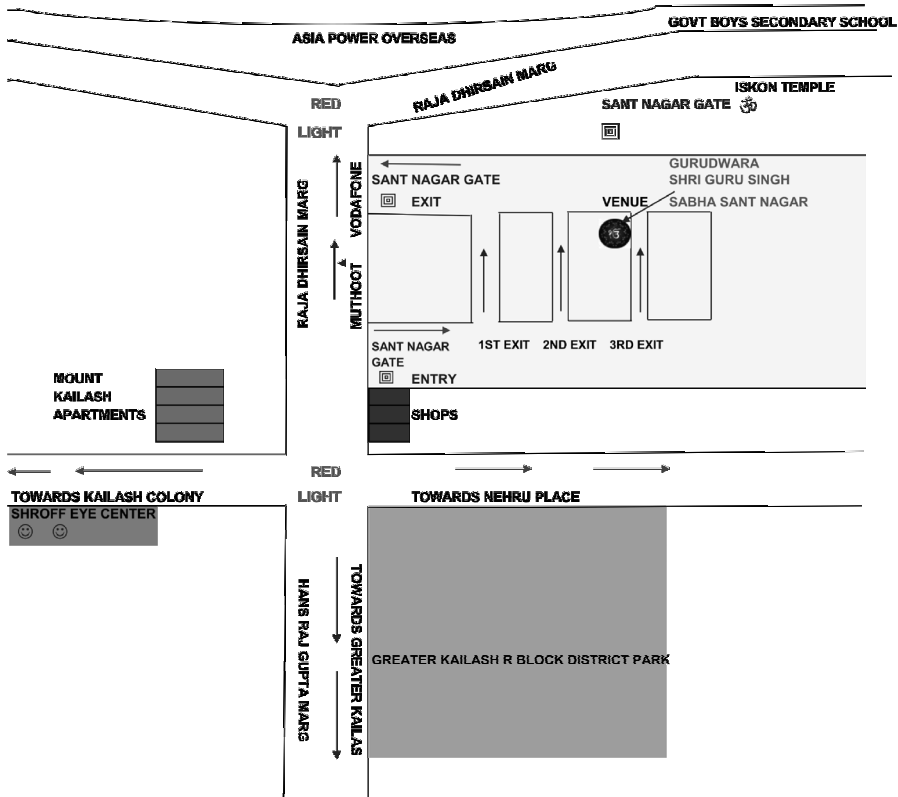 GOVT BOYS SECONDARY SCHOOL
ASIA POWER OVERSEAS
RAJA DHIRSAIN MARG
ISKON TEMPLE
ॐ
RED
LIGHT
SANT NAGAR GATE
GURUDWARA
SHRI GURU SINGH
SABHA SANT NAGAR
SANT NAGAR GATE
EXIT
VENUE
VODAFONE
RAJA DHIRSAIN MARG
MUTHOOT
SANT NAGAR
GATE
ENTRY
1ST EXIT
2ND EXIT
3RD EXIT
MOUNT
KAILASH
APARTMENTS
SHOPS
RED
LIGHT
TOWARDS KAILASH COLONY
TOWARDS NEHRU PLACE
SHROFF EYE CENTER
HANS RAJ GUPTA MARG
TOWARDS GREATER KAILAS
GREATER KAILASH R BLOCK DISTRICT PARK